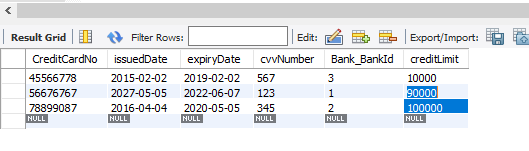 Result Grid Filter Rows: Edit: Export/Import:
CreditCardNo issuedDate expiryDate cvvNumber Bank_BankId creditLimit
45566778 2015-02-02 2019-02-02 567 3 10000
56676767 2027-05-05 2022-06-07 123 1 90000
78899087 2016-04-04 2020-05-05 345 2 100000
NULL NULL NULL NULL NULL NULL